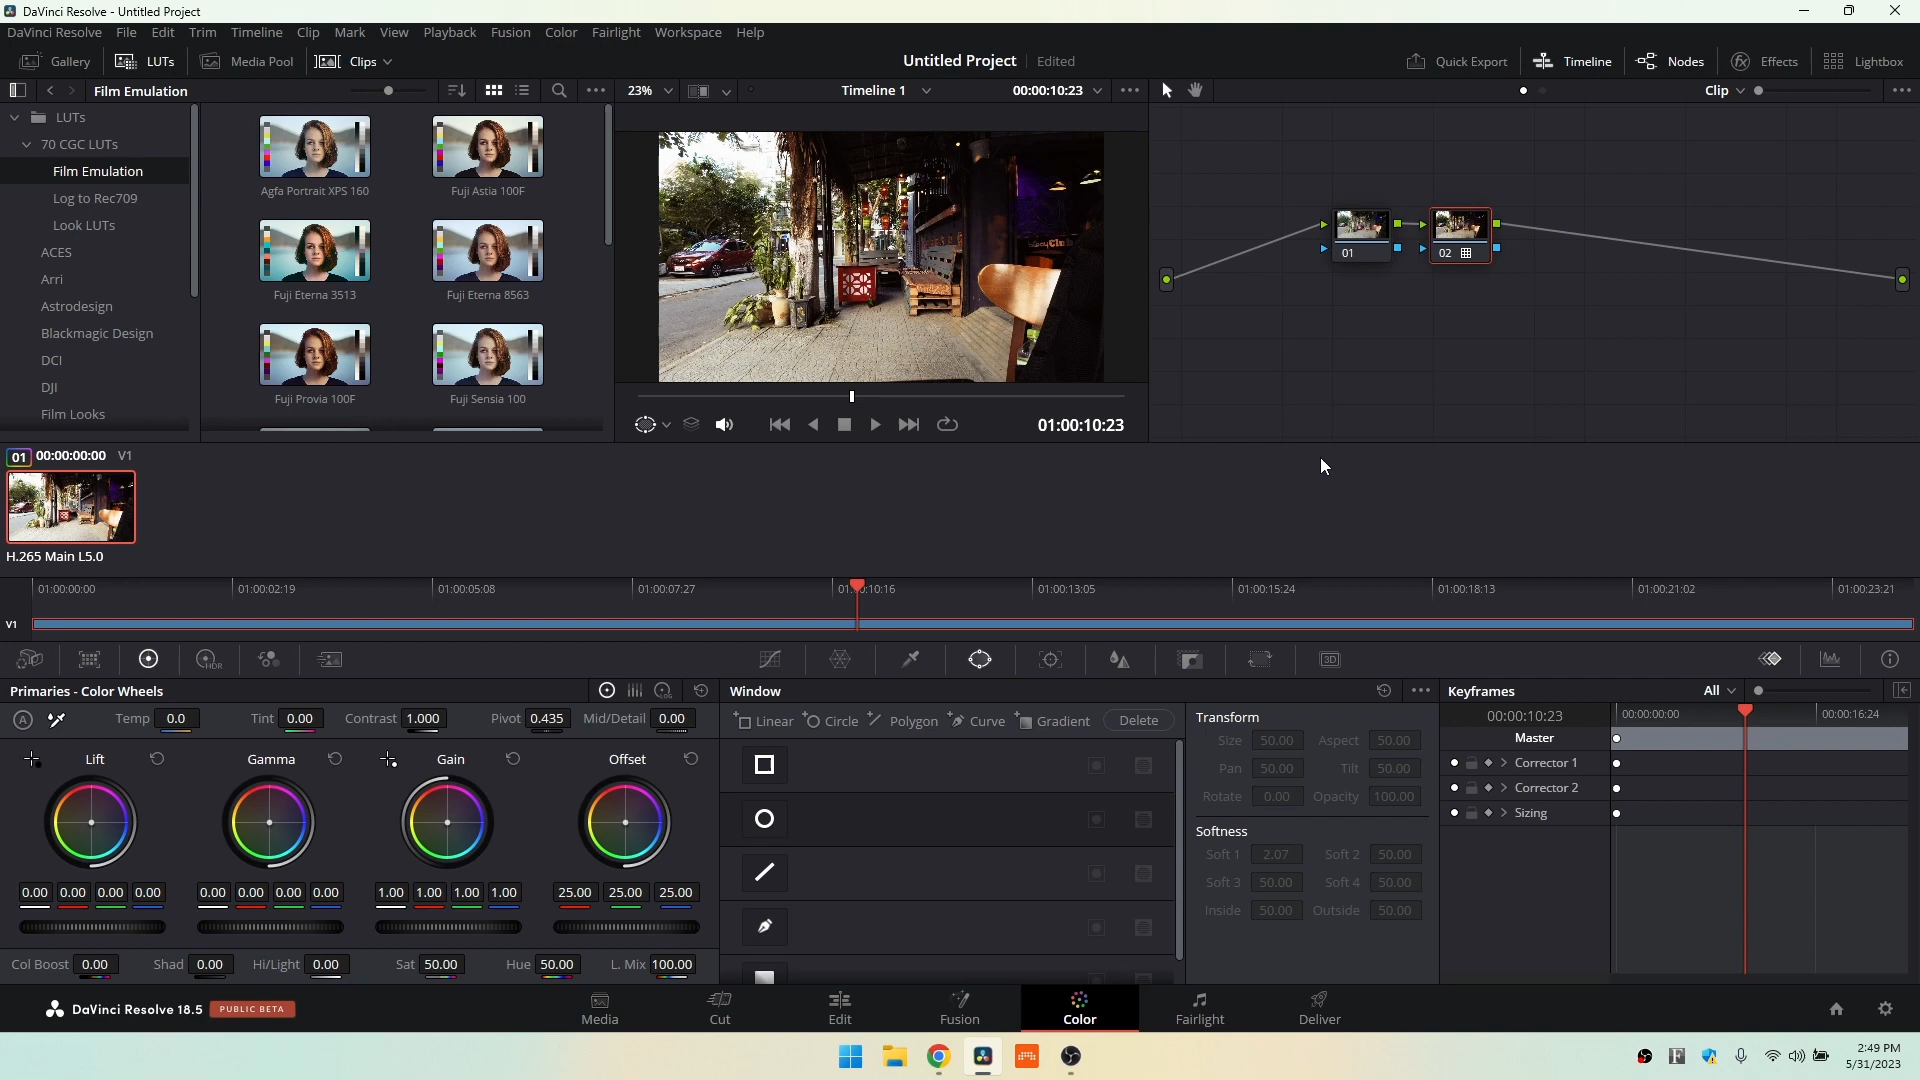 DaVinci Resolve - Untitled Project
DaVinci Resolve File Edit Trim Timeline Clip Mark View Playback Fusion Color Fairlight Workspace Help
Gallery LUTs Media Pool Clips Untitled Project Edited Quick Export Timeline Nodes Effects Lightbox
Film Emulation 23% Timeline 1 00:00:10:23 Clip
LUTs
70 CGC LUTs
Film Emulation
Log to Rec709
Look LUTs
ACES
Arri
Astrodesign
Blackmagic Design
DCI
DJI
Film Looks
Agfa Portrait XPS 160 Fuji Astia 100F
Fuji Eterna 3513 Fuji Eterna 8563
Fuji Provia 100F Fuji Sensia 100
01 02
01:00:10:23
01 00:00:00:00 V1
H.265 Main L5.0
01:00:00:00 01:00:02:19 01:00:05:08 01:00:07:27 01:00:10:16 01:00:13:05 01:00:15:24 01:00:18:13 01:00:21:02 01:00:23:21
V1
HDR 3D
Primaries - Color Wheels LOG
A Temp 0.0 Tint 0.00 Contrast 1.000 Pivot 0.435 Mid/Detail 0.00
Lift Gamma Gain Offset
0.00 0.00 0.00 0.00 0.00 0.00 0.00 0.00 1.00 1.00 1.00 1.00 25.00 25.00 25.00
Col Boost 0.00 Shad 0.00 Hi/Light 0.00 Sat 50.00 Hue 50.00 L. Mix 100.00
Window
Linear Circle Polygon Curve Gradient Delete
Transform
Size 50.00 Aspect 50.00
Pan 50.00 Tilt 50.00
Rotate 0.00 Opacity 100.00
Softness
Soft 1 2.07 Soft 2 50.00
Soft 3 50.00 Soft 4 50.00
Inside 50.00 Outside 50.00
Keyframes All
00:00:10:23 00:00:00:00 00:00:16:24
Master
Corrector 1
Corrector 2
Sizing
DaVinci Resolve 18.5 PUBLIC BETA Media Cut Edit Fusion Color Fairlight Deliver
2:49 PM
5/31/2023